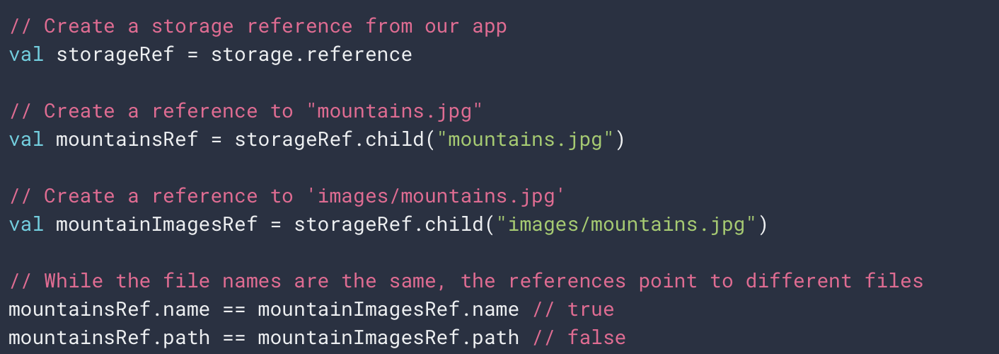 // Create a storage reference from our app
val storageRef = storage.reference
// Create a reference to "mountains.jpg"
val mountainsRef = storageRef.child("mountains.jpg")
// Create a reference to 'images/mountains.jpg'
val mountainImagesRef = storageRef.child("images/mountains.jpg")
// While the file names are the same, the references point to different files
mountainsRef.name == mountainImagesRef.name // true
mountainsRef.path == mountainImagesRef.path // false